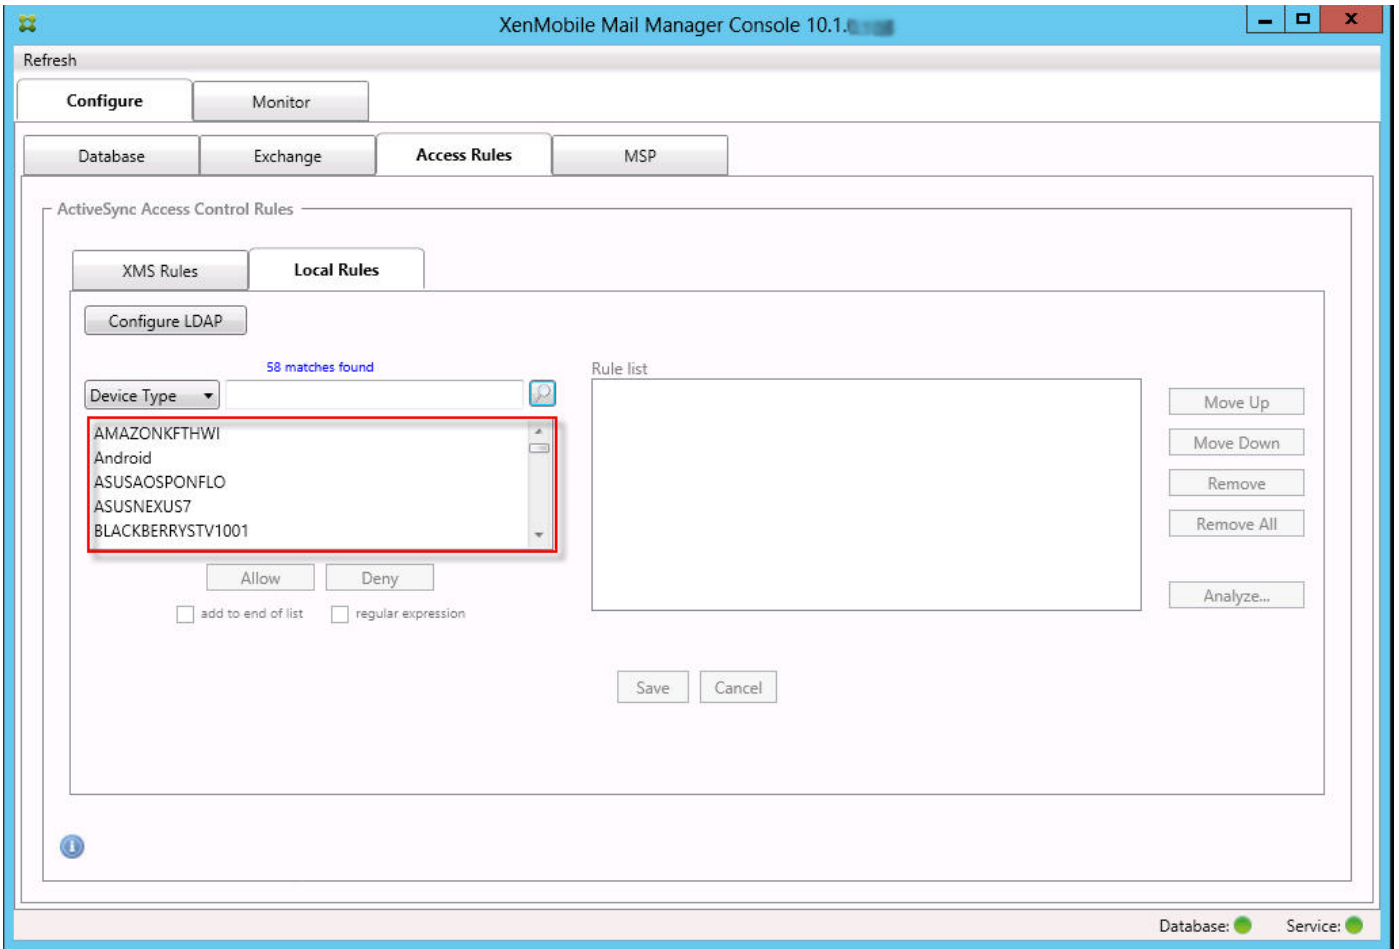 XenMobile Mail Manager Console 10.1.
Refresh
Configure Monitor
Database Exchange Access Rules MSP
ActiveSync Access Control Rules
XMS Rules Local Rules
Configure LDAP
58 matches found
Rule list
Device Type
AMAZONKFTHWI
Android
ASUSAOSPONFLO
ASUSNEXUS7
BLACKBERRYSTV1001
Move Up
Move Down
Remove
Remove All
Analyze...
Allow Deny
add to end of list regular expression
Save Cancel
Database: Service: